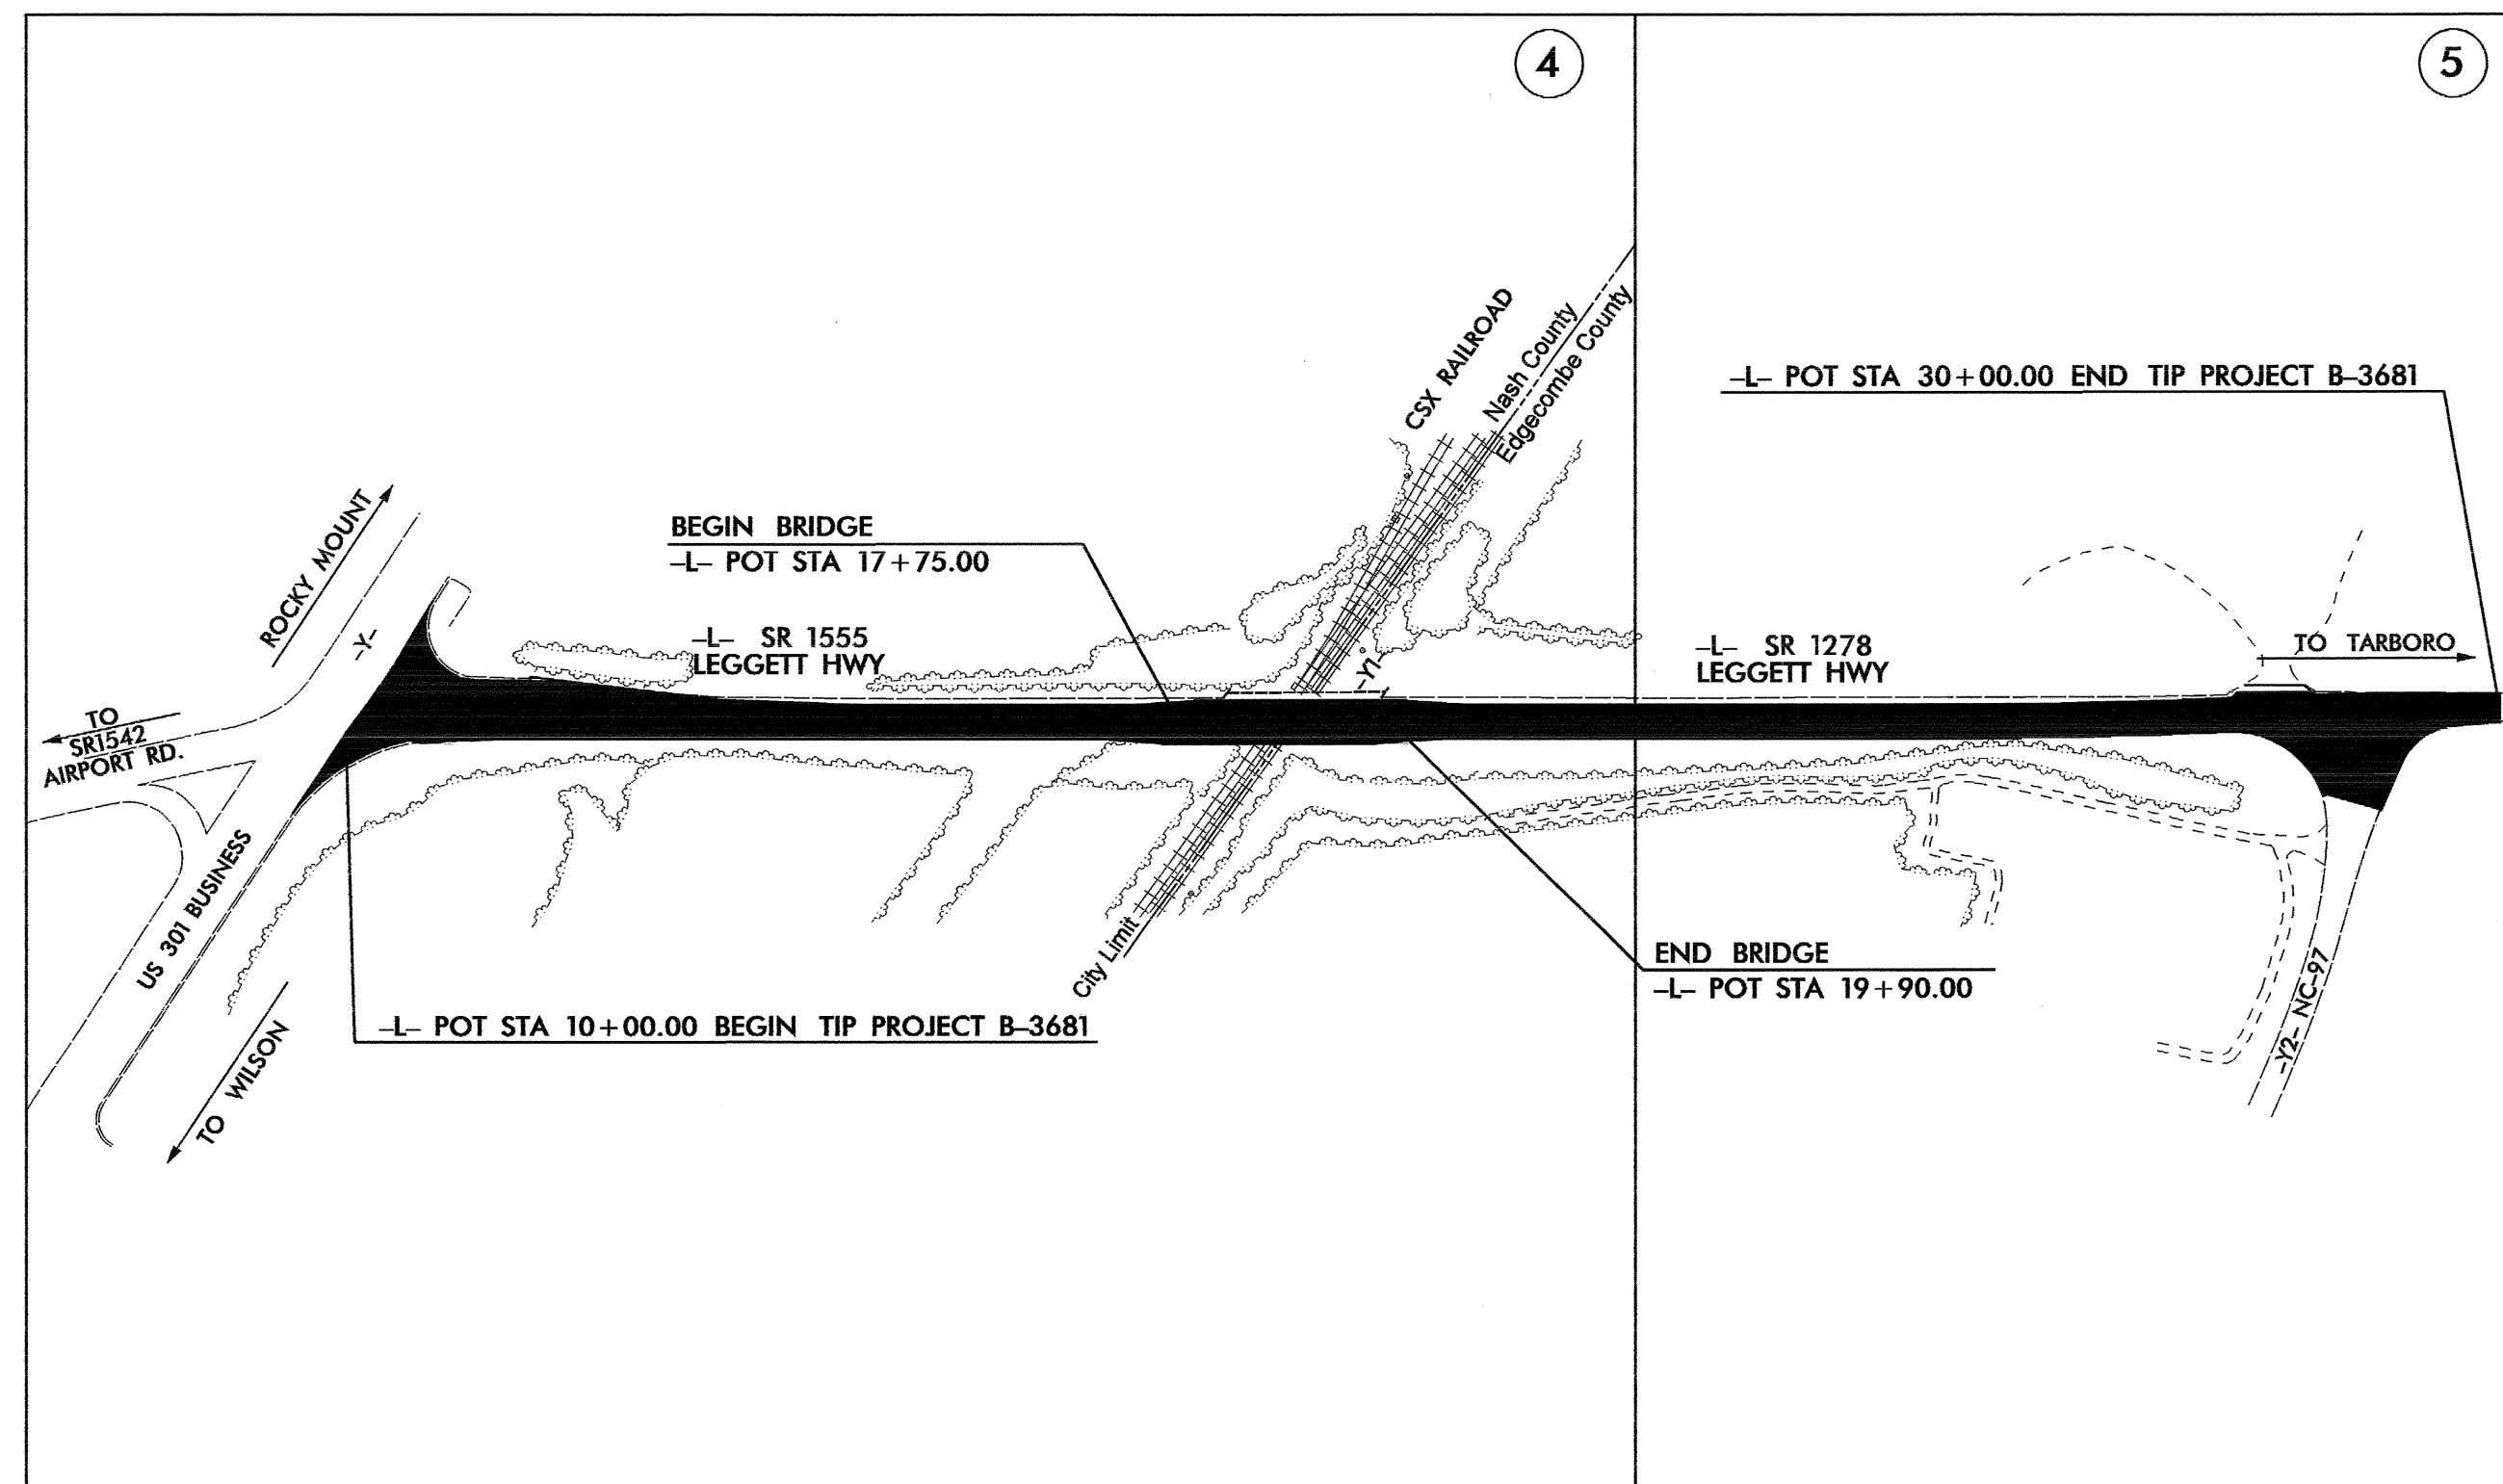 4
5
CSX RAILROAD
Nash County
Edgecombe County
-L- POT STA 30+00.00 END TIP PROJECT B-3681
ROCKY MOUNT
-Y-
BEGIN BRIDGE
-L- POT STA 17+75.00
-L- SR 1555
LEGGETT HWY
-Y1-
-L- SR 1278
LEGGETT HWY
TO TARBORO
TO
SR1542
AIRPORT RD.
US 301 BUSINESS
City Limit
END BRIDGE
-L- POT STA 19+90.00
-L- POT STA 10+00.00 BEGIN TIP PROJECT B-3681
TO WILSON
-Y2- NC-97